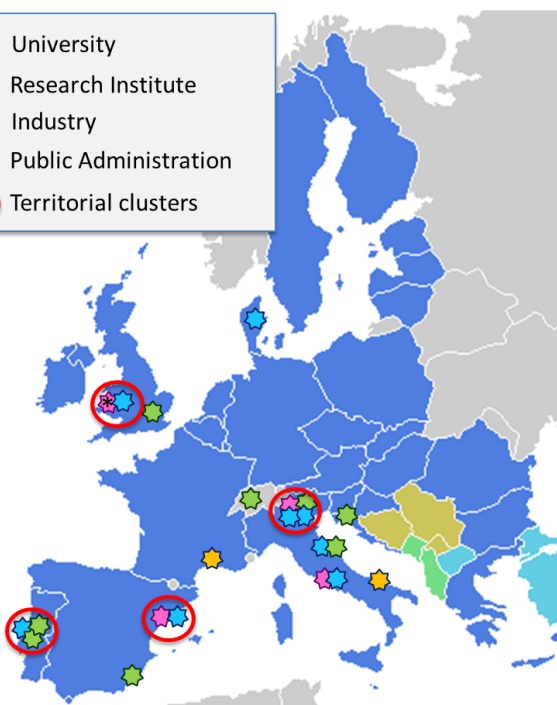 University
Research Institute
Industry
Public Administration
Territorial clusters